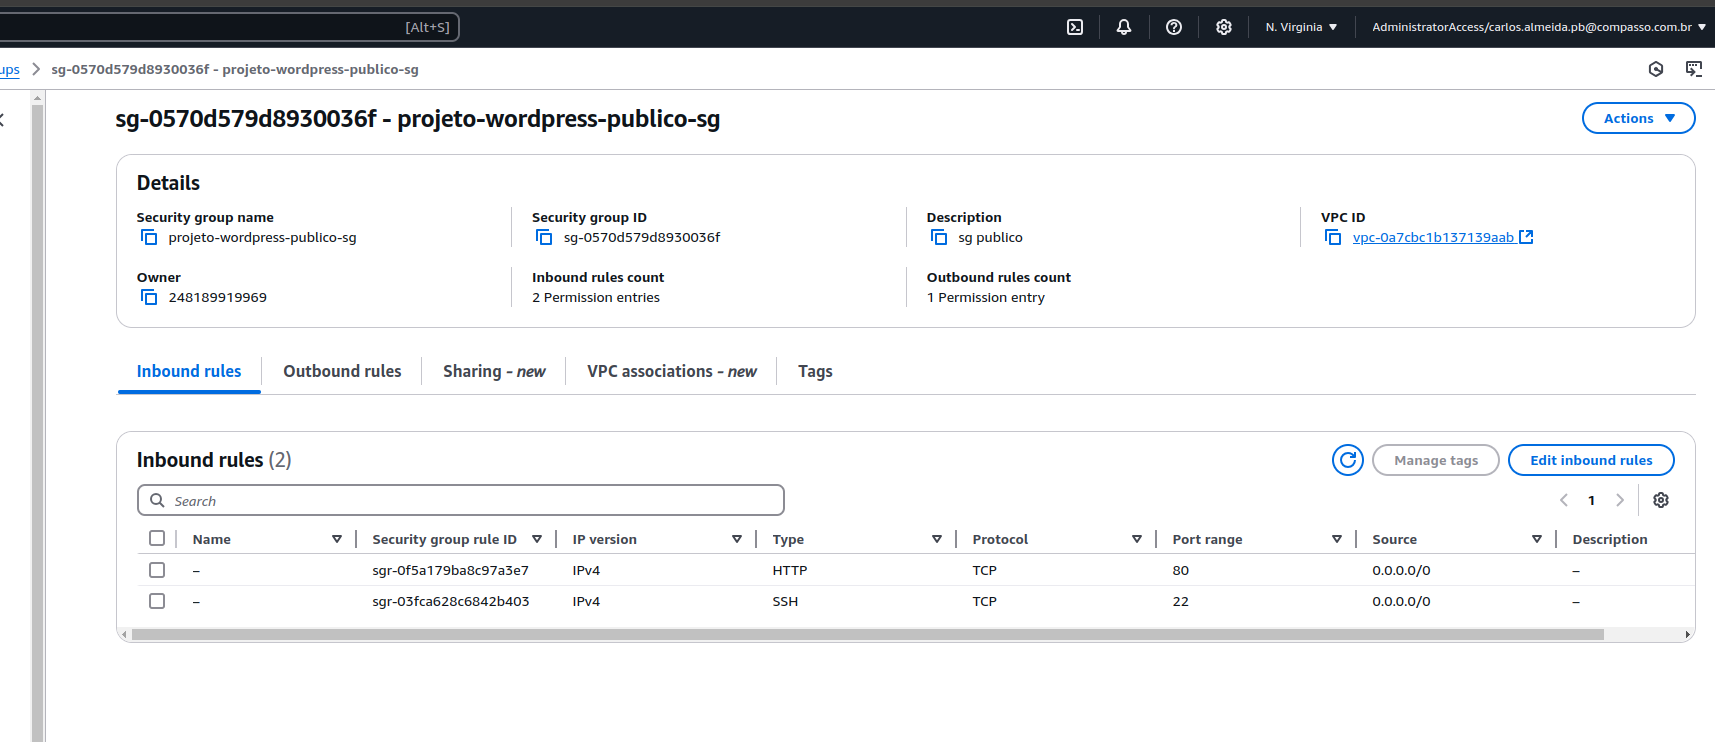 [Alt+S] N. Virginia AdministratorAccess/carlos.almeida.pb@compasso.com.br
ups sg-0570d579d8930036f - projeto-wordpress-publico-sg
sg-0570d579d8930036f - projeto-wordpress-publico-sg
Actions
Details
Security group name Security group ID Description VPC ID
projeto-wordpress-publico-sg sg-0570d579d8930036f sg publico vpc-0a7cbc1b137139aab
Owner Inbound rules count Outbound rules count
248189919969 2 Permission entries 1 Permission entry
Inbound rules Outbound rules Sharing - new VPC associations - new Tags
Inbound rules (2) Manage tags Edit inbound rules
Search 1
Name Security group rule ID IP version Type Protocol Port range Source Description
– sgr-0f5a179ba8c97a3e7 IPv4 HTTP TCP 80 0.0.0.0/0 –
– sgr-03fca628c6842b403 IPv4 SSH TCP 22 0.0.0.0/0 –